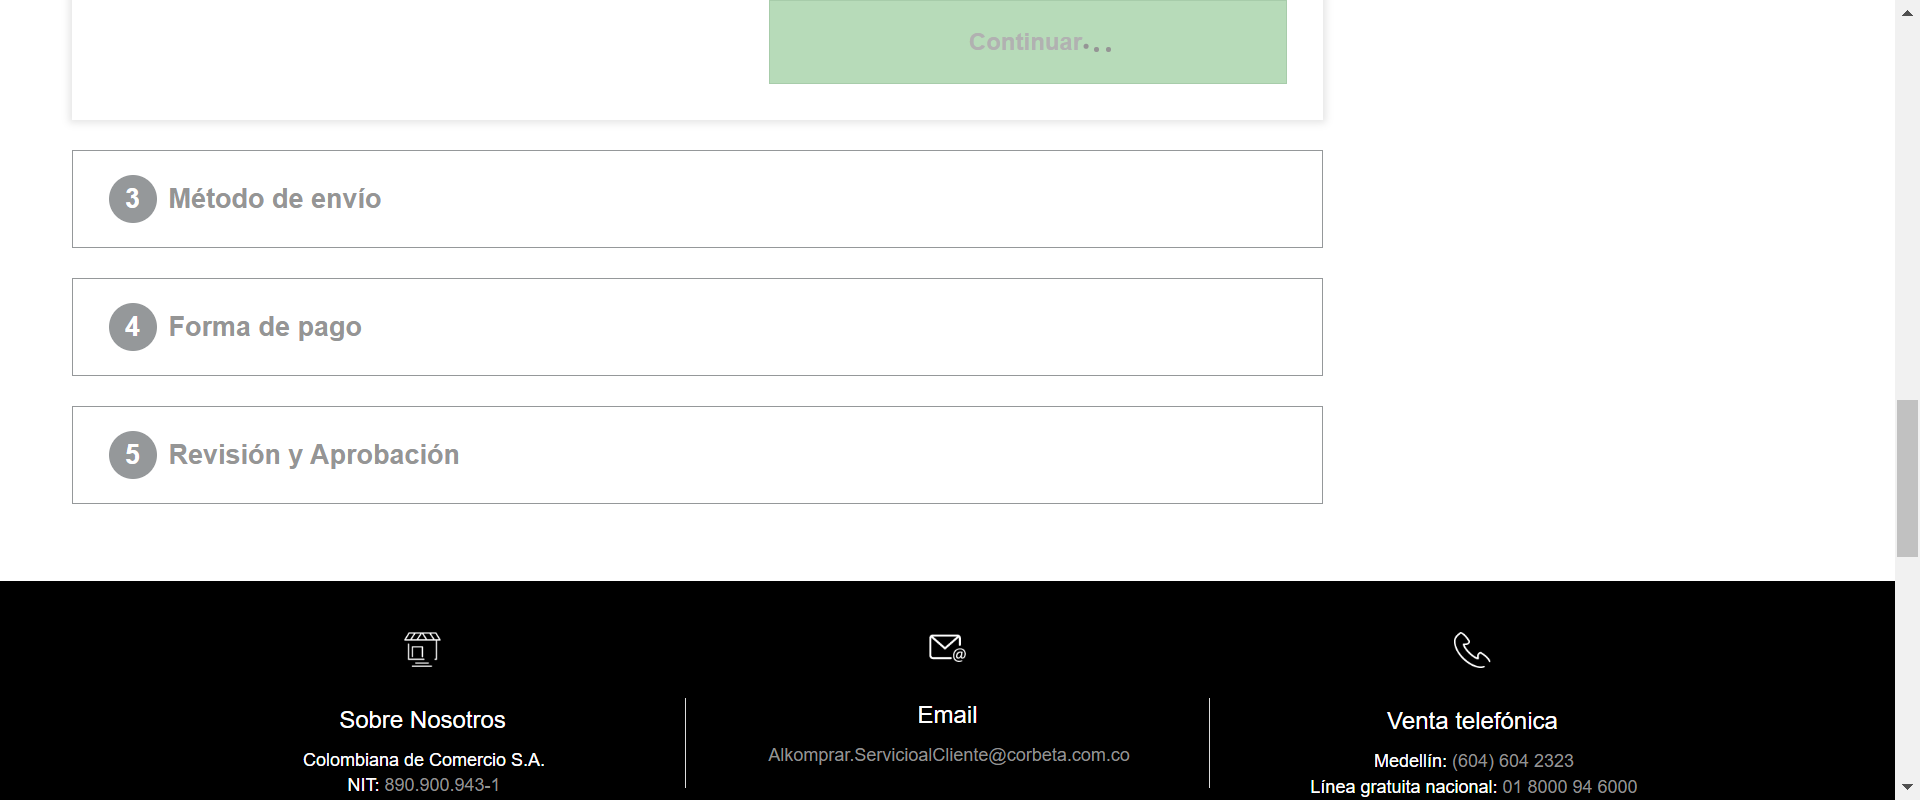 Continuar...
3 Método de envío
4 Forma de pago
5 Revisión y Aprobación
Sobre Nosotros
Colombiana de Comercio S.A.
NIT: 890.900.943-1
Email
Alkomprar.ServicioalCliente@corbeta.com.co
Venta telefónica
Medellín: (604) 604 2323
Línea gratuita nacional: 01 8000 94 6000